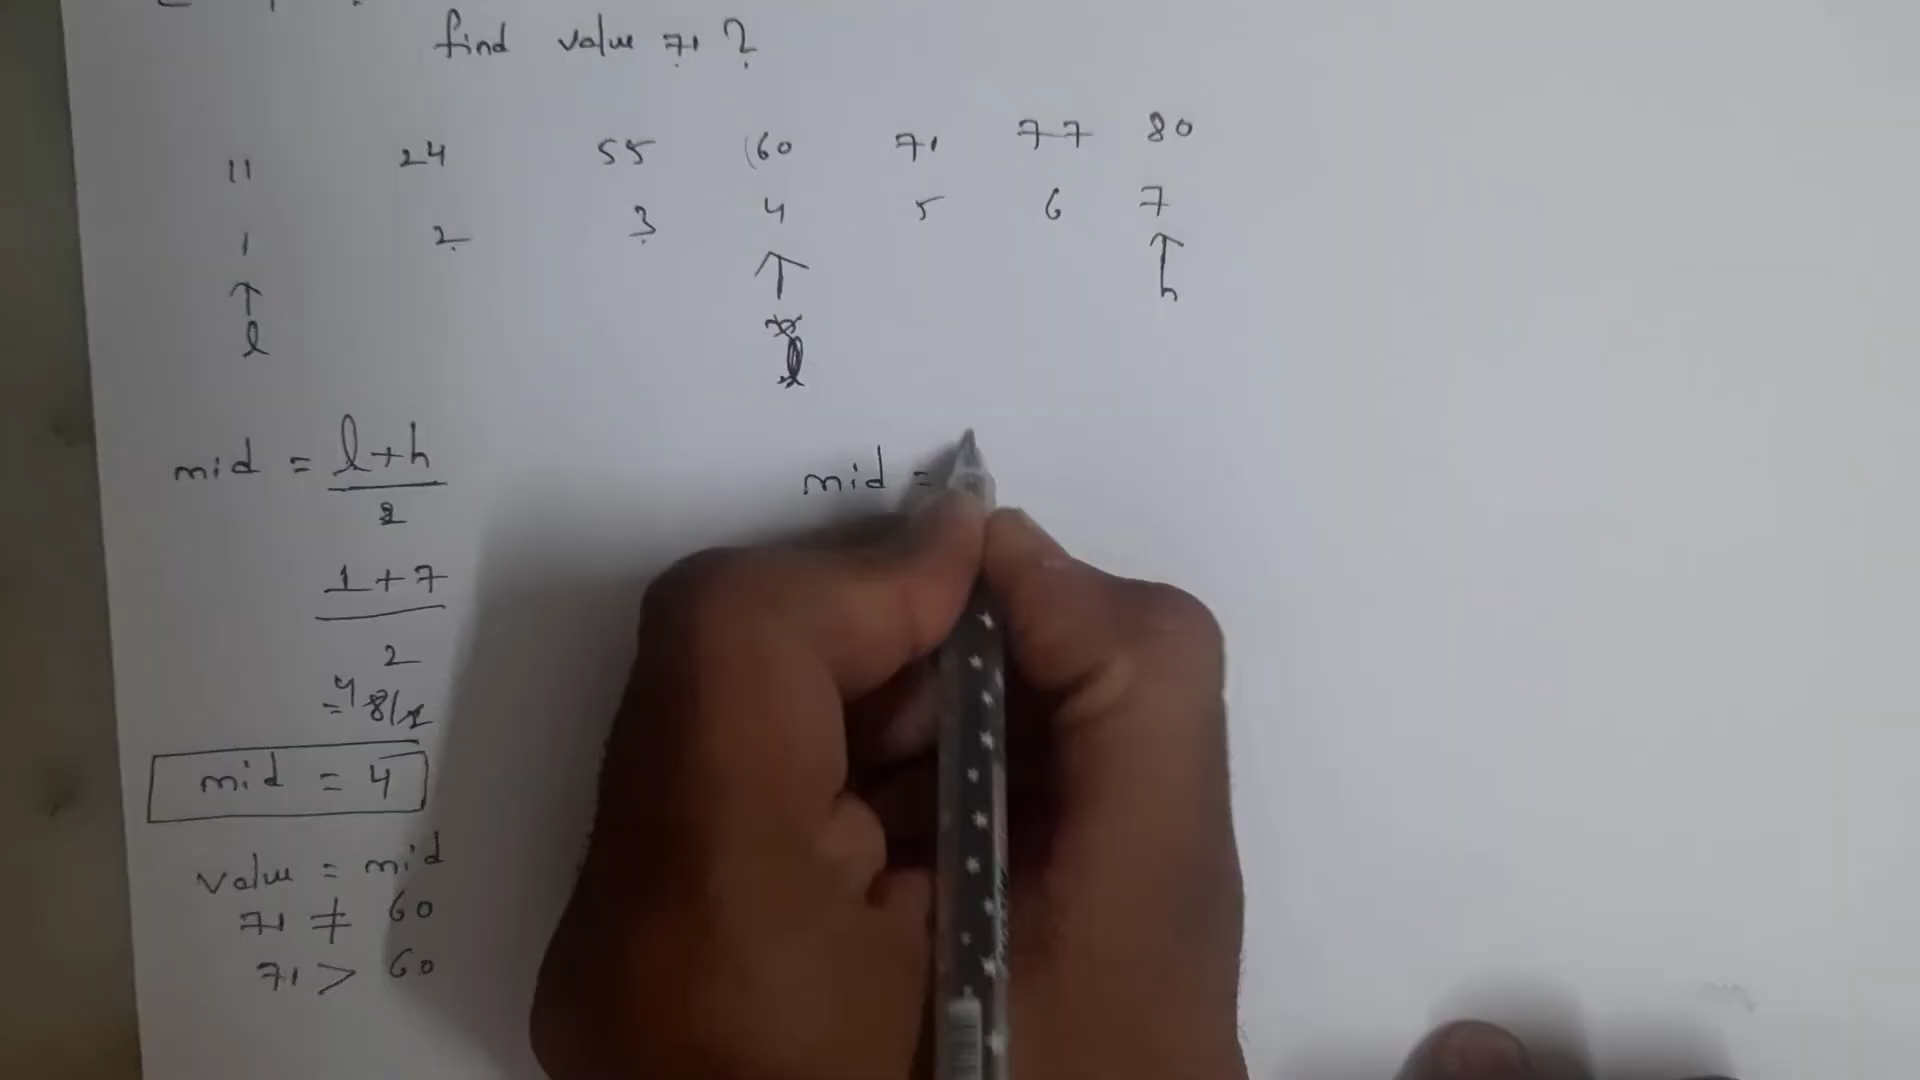 find value 71 ?
11 24 55 60 71 77 80
1 2 3 4 5 6 7
l h
l
mid = l+h
2
mid =
1 + 7
2
= 4 8/2
mid = 4
value = mid
71 ≠ 60
71 > 60